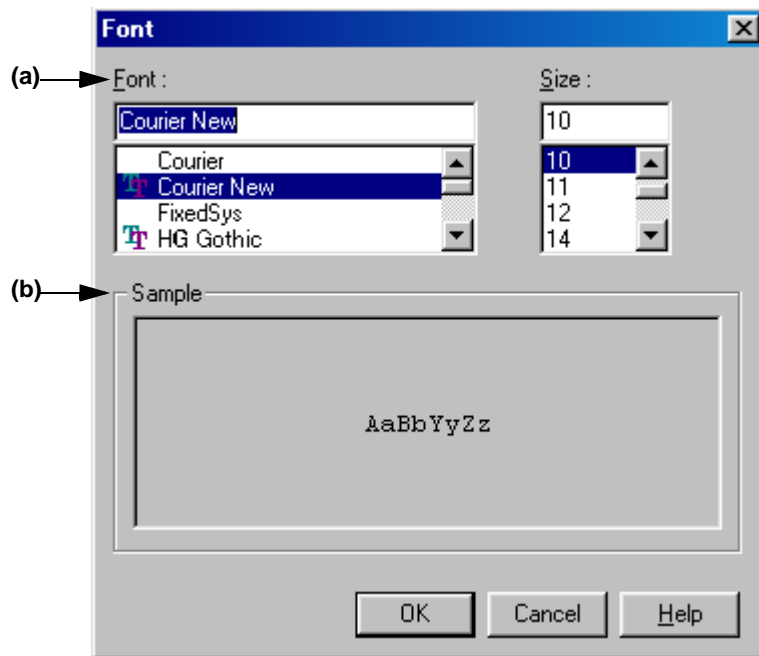 Font
(a)
Font :
Size :
Courier New
10
Courier
10
Courier New
11
FixedSys
12
HG Gothic
14
(b)
Sample
AaBbYyZz
OK
Cancel
Help